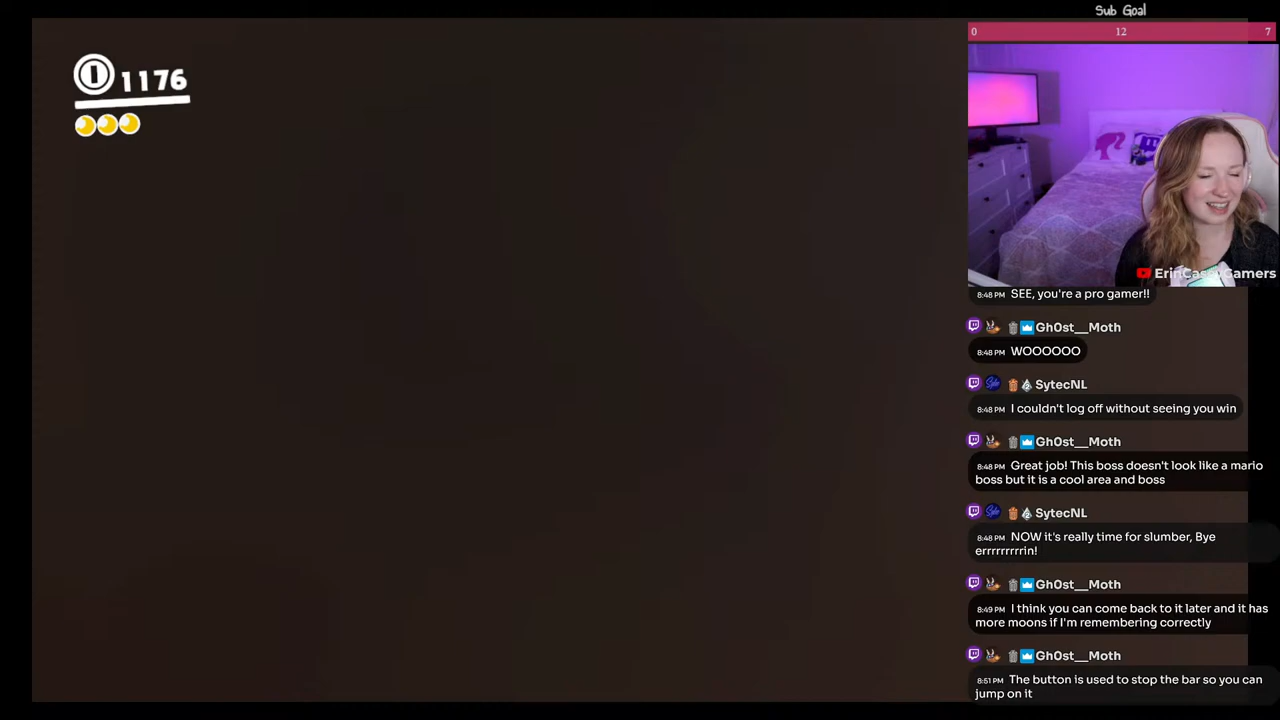 Sub Goal
0 12 7
1176
ErinCaseyGamers
8:48 PM SEE, you're a pro gamer!!
Gh0st__Moth
8:48 PM WOOOOOO
SytecNL
8:48 PM I couldn't log off without seeing you win
Gh0st__Moth
8:48 PM Great job! This boss doesn't look like a mario
boss but it is a cool area and boss
SytecNL
8:48 PM NOW it's really time for slumber, Bye
errrrrrrrin!
Gh0st__Moth
8:49 PM I think you can come back to it later and it has
more moons if I'm remembering correctly
Gh0st__Moth
8:51 PM The button is used to stop the bar so you can
jump on it